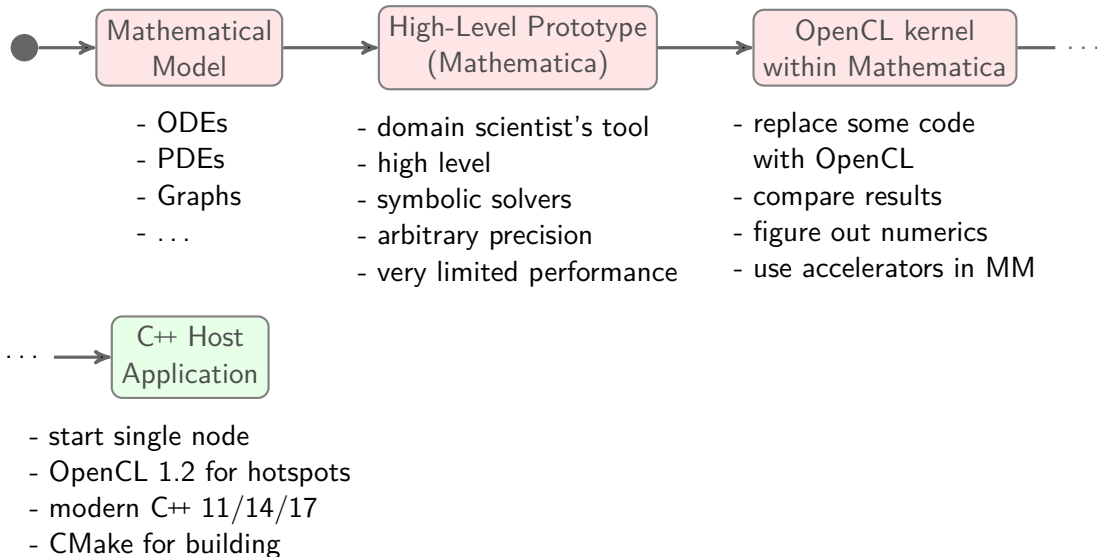 Mathematical
Model
High-Level Prototype
(Mathematica)
OpenCL kernel
within Mathematica
...
- ODEs
- PDEs
- Graphs
- ...
- domain scientist's tool
- high level
- symbolic solvers
- arbitrary precision
- very limited performance
- replace some code
with OpenCL
- compare results
- figure out numerics
- use accelerators in MM
...
C++ Host
Application
- start single node
- OpenCL 1.2 for hotspots
- modern C++ 11/14/17
- CMake for building